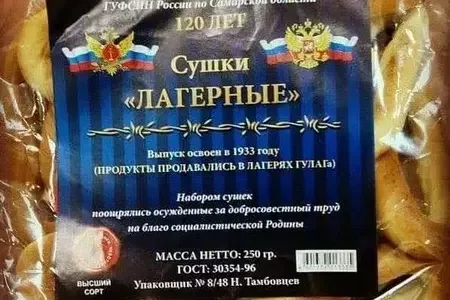 ГУФСИН России по Самарской области
120 ЛЕТ
Сушки
«ЛАГЕРНЫЕ»
Выпуск освоен в 1933 году
(ПРОДУКТЫ ПРОДАВАЛИСЬ В ЛАГЕРЯХ ГУЛАГа)
Набором сушек
поощрялись осужденные за добросовестный труд
на благо социалистической Родины
МАССА НЕТТО: 250 гр.
ГОСТ: 30354-96
Упаковщик № 8/48 Н. Тамбовцев
ВЫСШИЙ
СОРТ